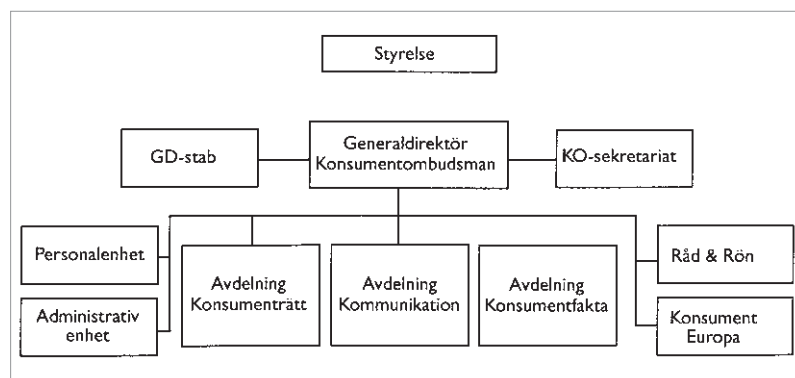 Styrelse
GD-stab
Generaldirektör
Konsumentombudsman
KO-sekretariat
Personalenhet
Administrativ
enhet
Avdelning
Konsumenträtt
Avdelning
Kommunikation
Avdelning
Konsumentfakta
Råd & Rön
Konsument
Europa